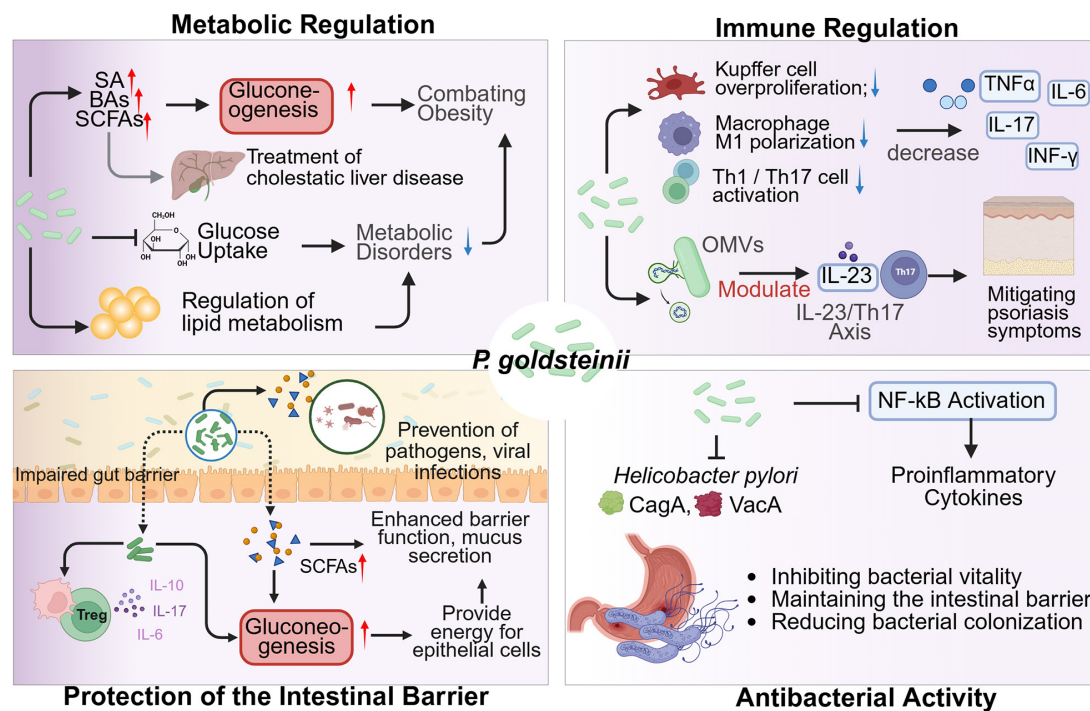 Metabolic Regulation
SA
BAs
SCFAs
Glucone-
ogenesis
Combating
Obesity
Treatment of
cholestatic liver disease
CH₂OH
OH
OH
HO
OH
Glucose
Uptake
Metabolic
Disorders
Regulation of
lipid metabolism
Immune Regulation
Kupffer cell
overproliferation;
Macrophage
M1 polarization
Th1 / Th17 cell
activation
decrease
TNFα
IL-6
IL-17
INF-γ
OMVs
Modulate
IL-23
Th17
IL-23/Th17
Axis
Mitigating
psoriasis
symptoms
P. goldsteinii
Impaired gut barrier
Prevention of
pathogens, viral
infections
Enhanced barrier
function, mucus
secretion
SCFAs
Treg
IL-10
IL-17
IL-6
Gluconeo-
genesis
Provide
energy for
epithelial cells
Protection of the Intestinal Barrier
NF-kB Activation
Proinflammatory
Cytokines
Helicobacter pylori
CagA, VacA
• Inhibiting bacterial vitality
• Maintaining the intestinal barrier
• Reducing bacterial colonization
Antibacterial Activity